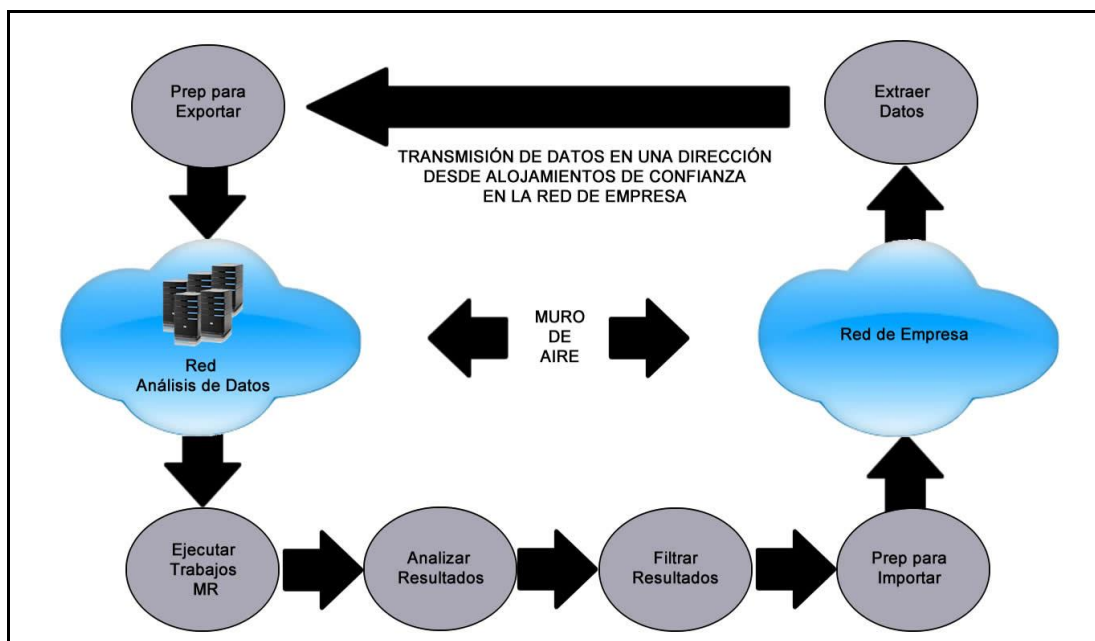 Prep para
Exportar
Extraer
Datos
TRANSMISIÓN DE DATOS EN UNA DIRECCIÓN
DESDE ALOJAMIENTOS DE CONFIANZA
EN LA RED DE EMPRESA
Red
Análisis de Datos
MURO
DE
AIRE
Red de Empresa
Ejecutar
Trabajos
MR
Analizar
Resultados
Filtrar
Resultados
Prep para
Importar